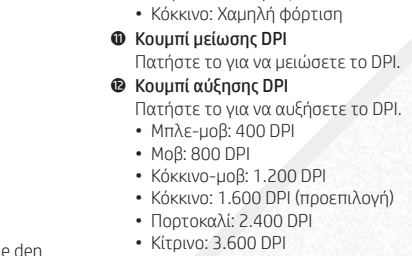 • Κόκκινο: Χαμηλή φόρτιση
⓫ Κουμπί μείωσης DPI
Πατήστε το για να μειώσετε το DPI.
⓬ Κουμπί αύξησης DPI
Πατήστε το για να αυξήσετε το DPI.
• Μπλε-μοβ: 400 DPI
• Μοβ: 800 DPI
• Κόκκινο-μοβ: 1.200 DPI
• Κόκκινο: 1.600 DPI (προεπιλογή)
• Πορτοκαλί: 2.400 DPI
• Κίτρινο: 3.600 DPI
den